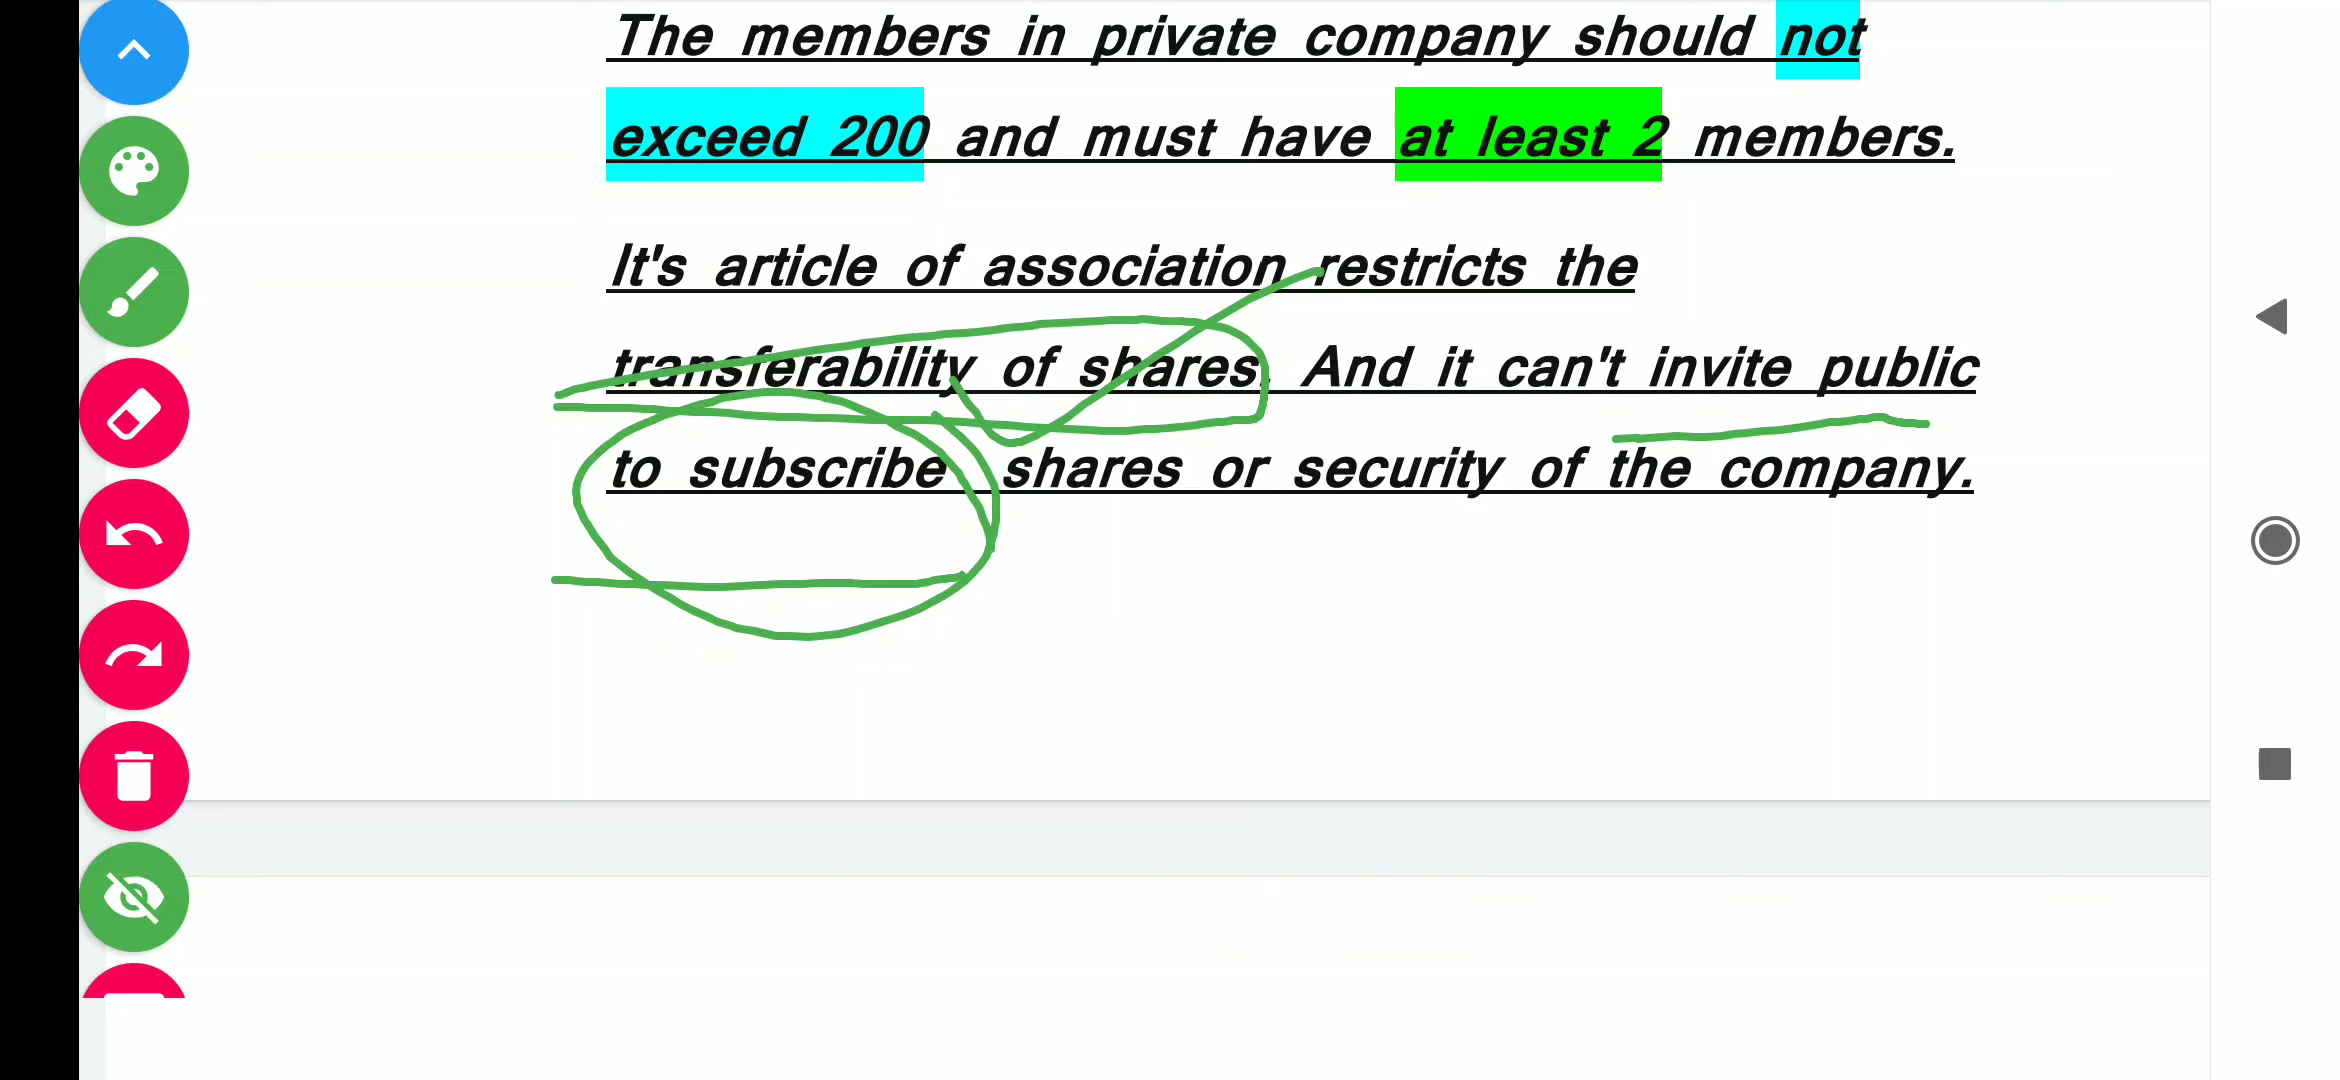 The members in private company should not
exceed 200 and must have at least 2 members.
It's article of association restricts the
transferability of shares. And it can't invite public
to subscribe shares or security of the company.